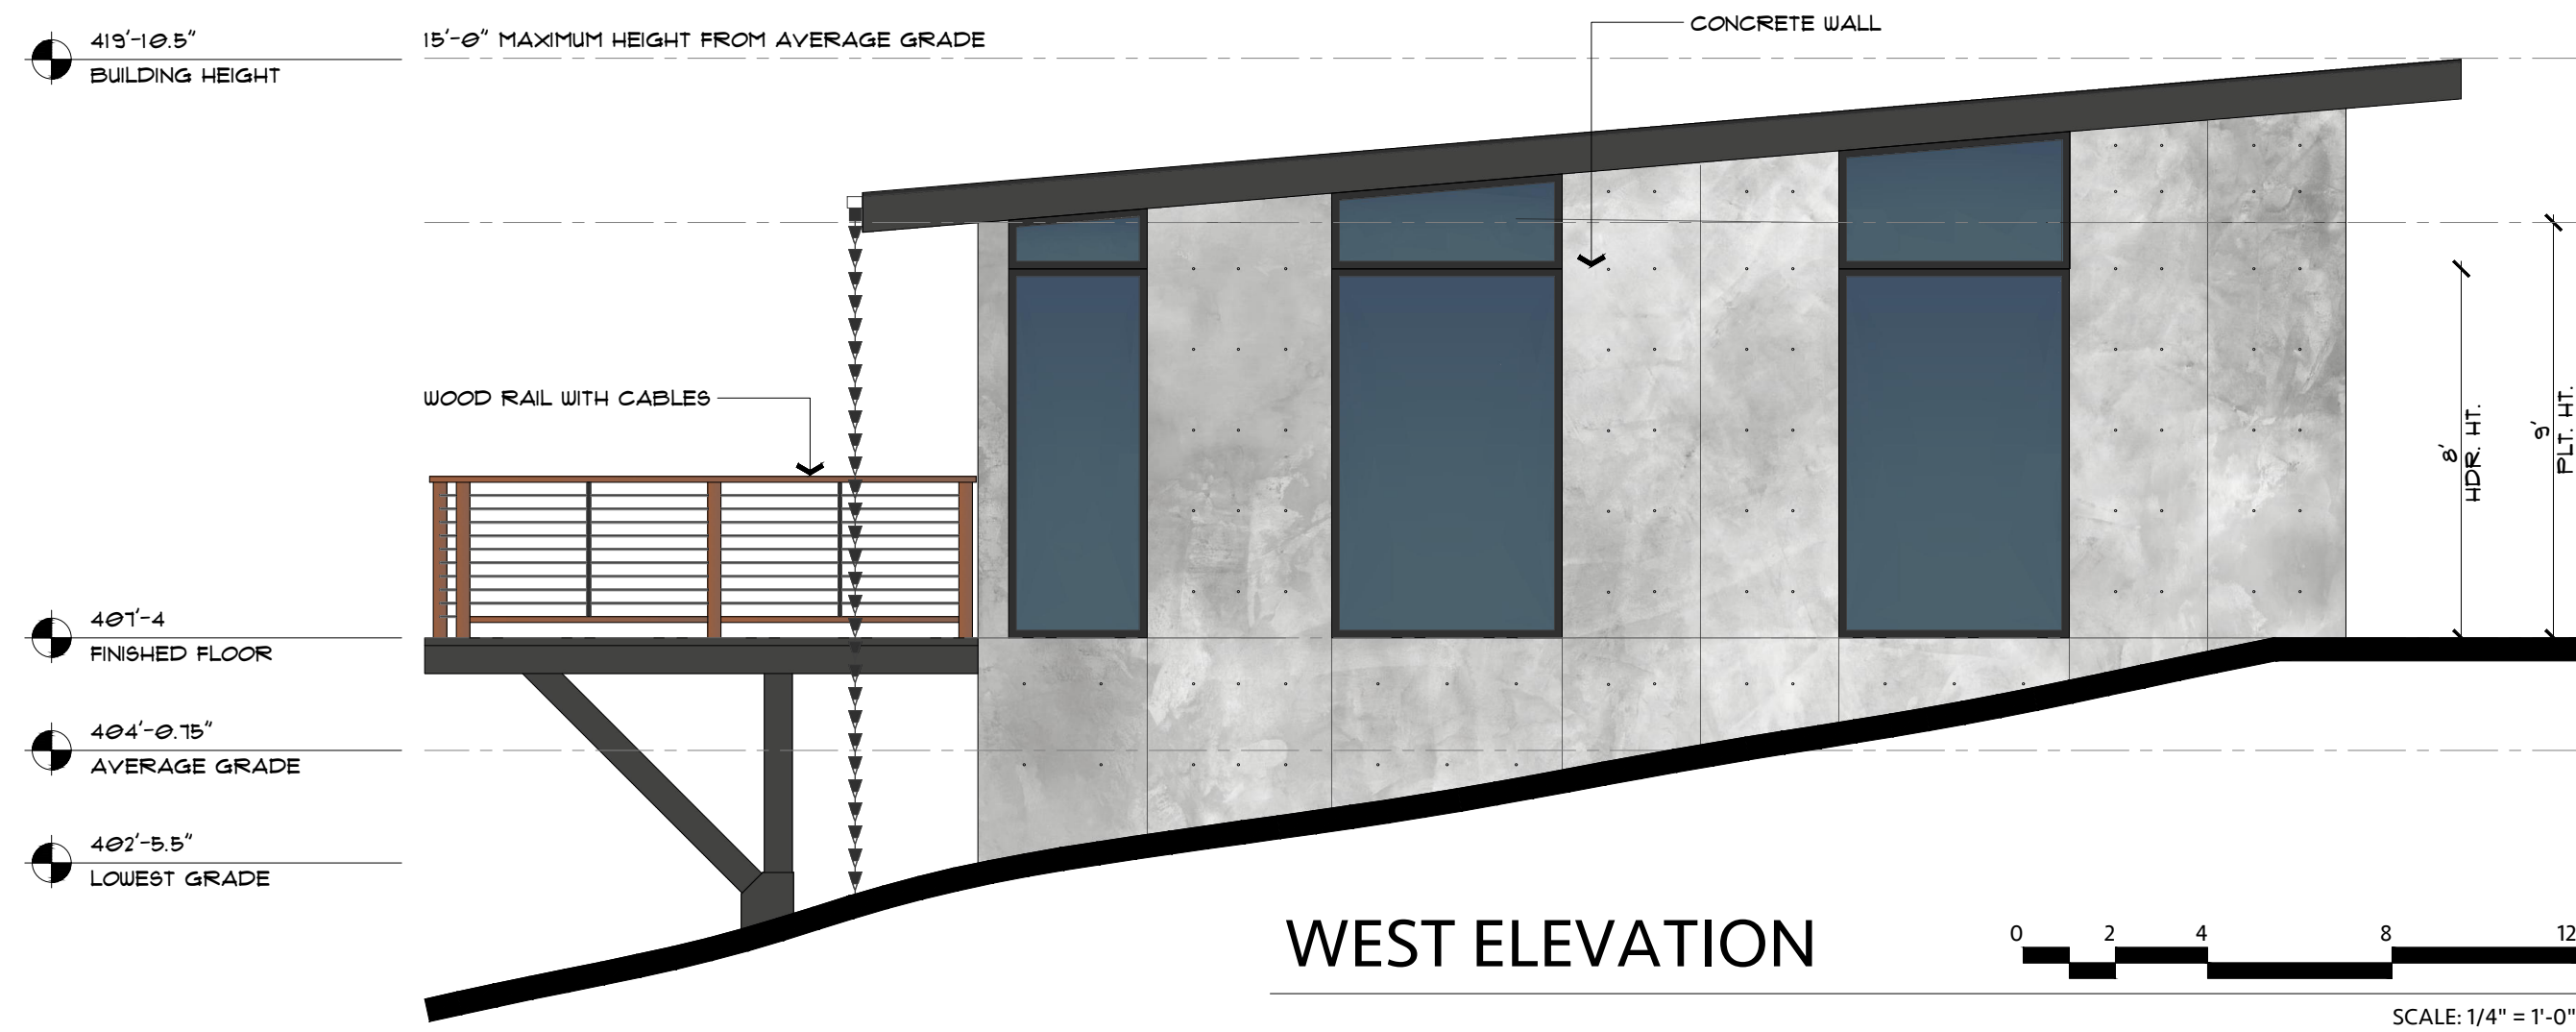 419'-10.5"
BUILDING HEIGHT
15'-0" MAXIMUM HEIGHT FROM AVERAGE GRADE
CONCRETE WALL
WOOD RAIL WITH CABLES
8'
HDR. HT.
9'
PLT. HT.
407'-4
FINISHED FLOOR
404'-0.75"
AVERAGE GRADE
402'-5.5"
LOWEST GRADE
WEST ELEVATION
0 2 4 8 12
SCALE: 1/4" = 1'-0"